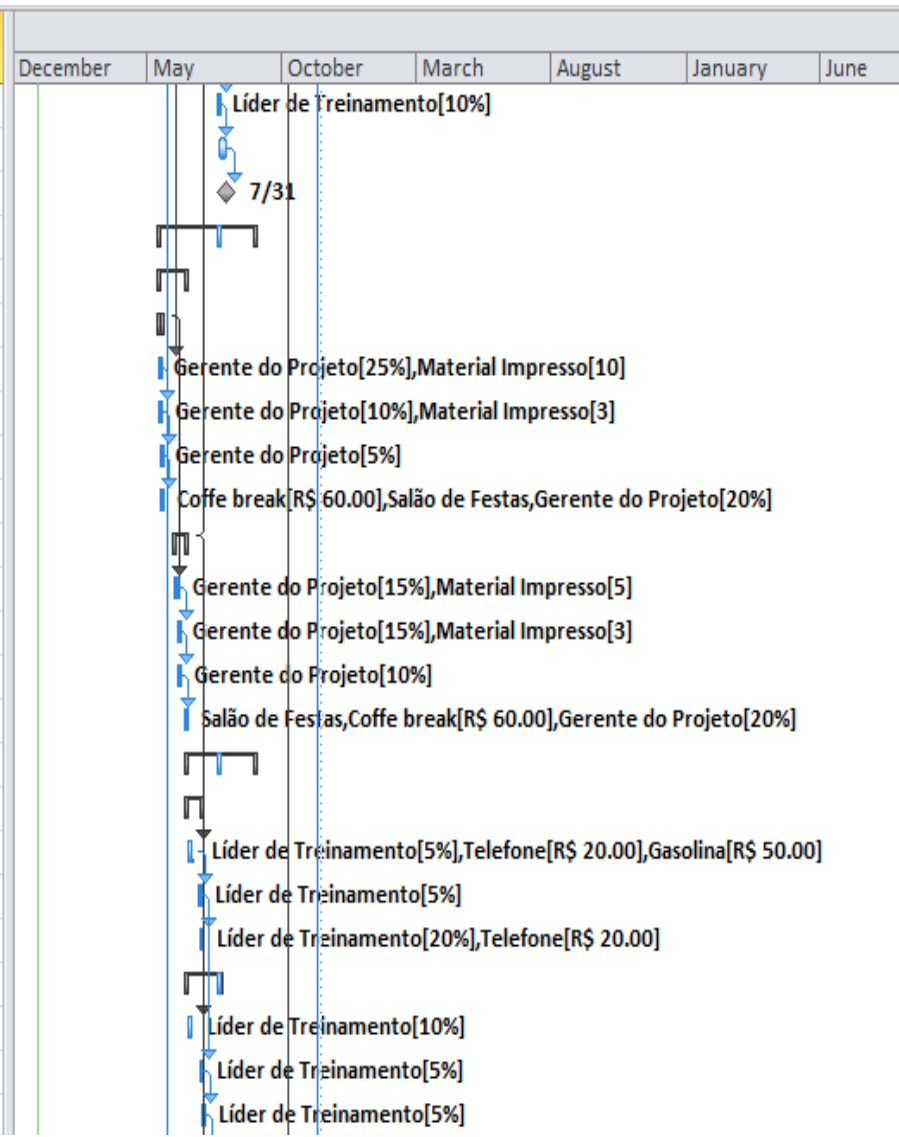 December May October March August January June
Líder de Treinamento[10%]
7/31
Gerente do Projeto[25%],Material Impresso[10]
Gerente do Projeto[10%],Material Impresso[3]
Gerente do Projeto[5%]
Coffe break[R$ 60.00],Salão de Festas,Gerente do Projeto[20%]
Gerente do Projeto[15%],Material Impresso[5]
Gerente do Projeto[15%],Material Impresso[3]
Gerente do Projeto[10%]
Salão de Festas,Coffe break[R$ 60.00],Gerente do Projeto[20%]
Líder de Treinamento[5%],Telefone[R$ 20.00],Gasolina[R$ 50.00]
Líder de Treinamento[5%]
Líder de Treinamento[20%],Telefone[R$ 20.00]
Líder de Treinamento[10%]
Líder de Treinamento[5%]
Líder de Treinamento[5%]